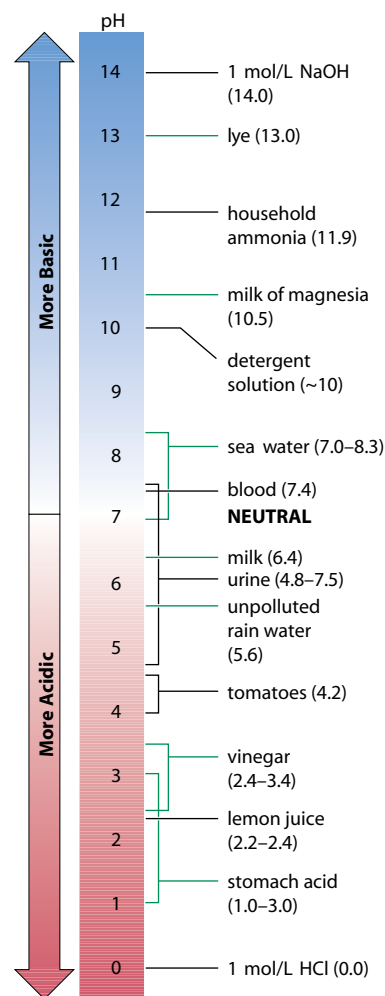 pH
14
1 mol/L NaOH
(14.0)
13
lye (13.0)
12
household
ammonia (11.9)
11
milk of magnesia
(10.5)
10
detergent
solution (~10)
9
More Basic
8
sea water (7.0–8.3)
blood (7.4)
7
NEUTRAL
milk (6.4)
6
urine (4.8–7.5)
unpolluted
rain water
(5.6)
5
More Acidic
tomatoes (4.2)
4
vinegar
(2.4–3.4)
3
lemon juice
(2.2–2.4)
2
stomach acid
(1.0–3.0)
1
0
1 mol/L HCl (0.0)